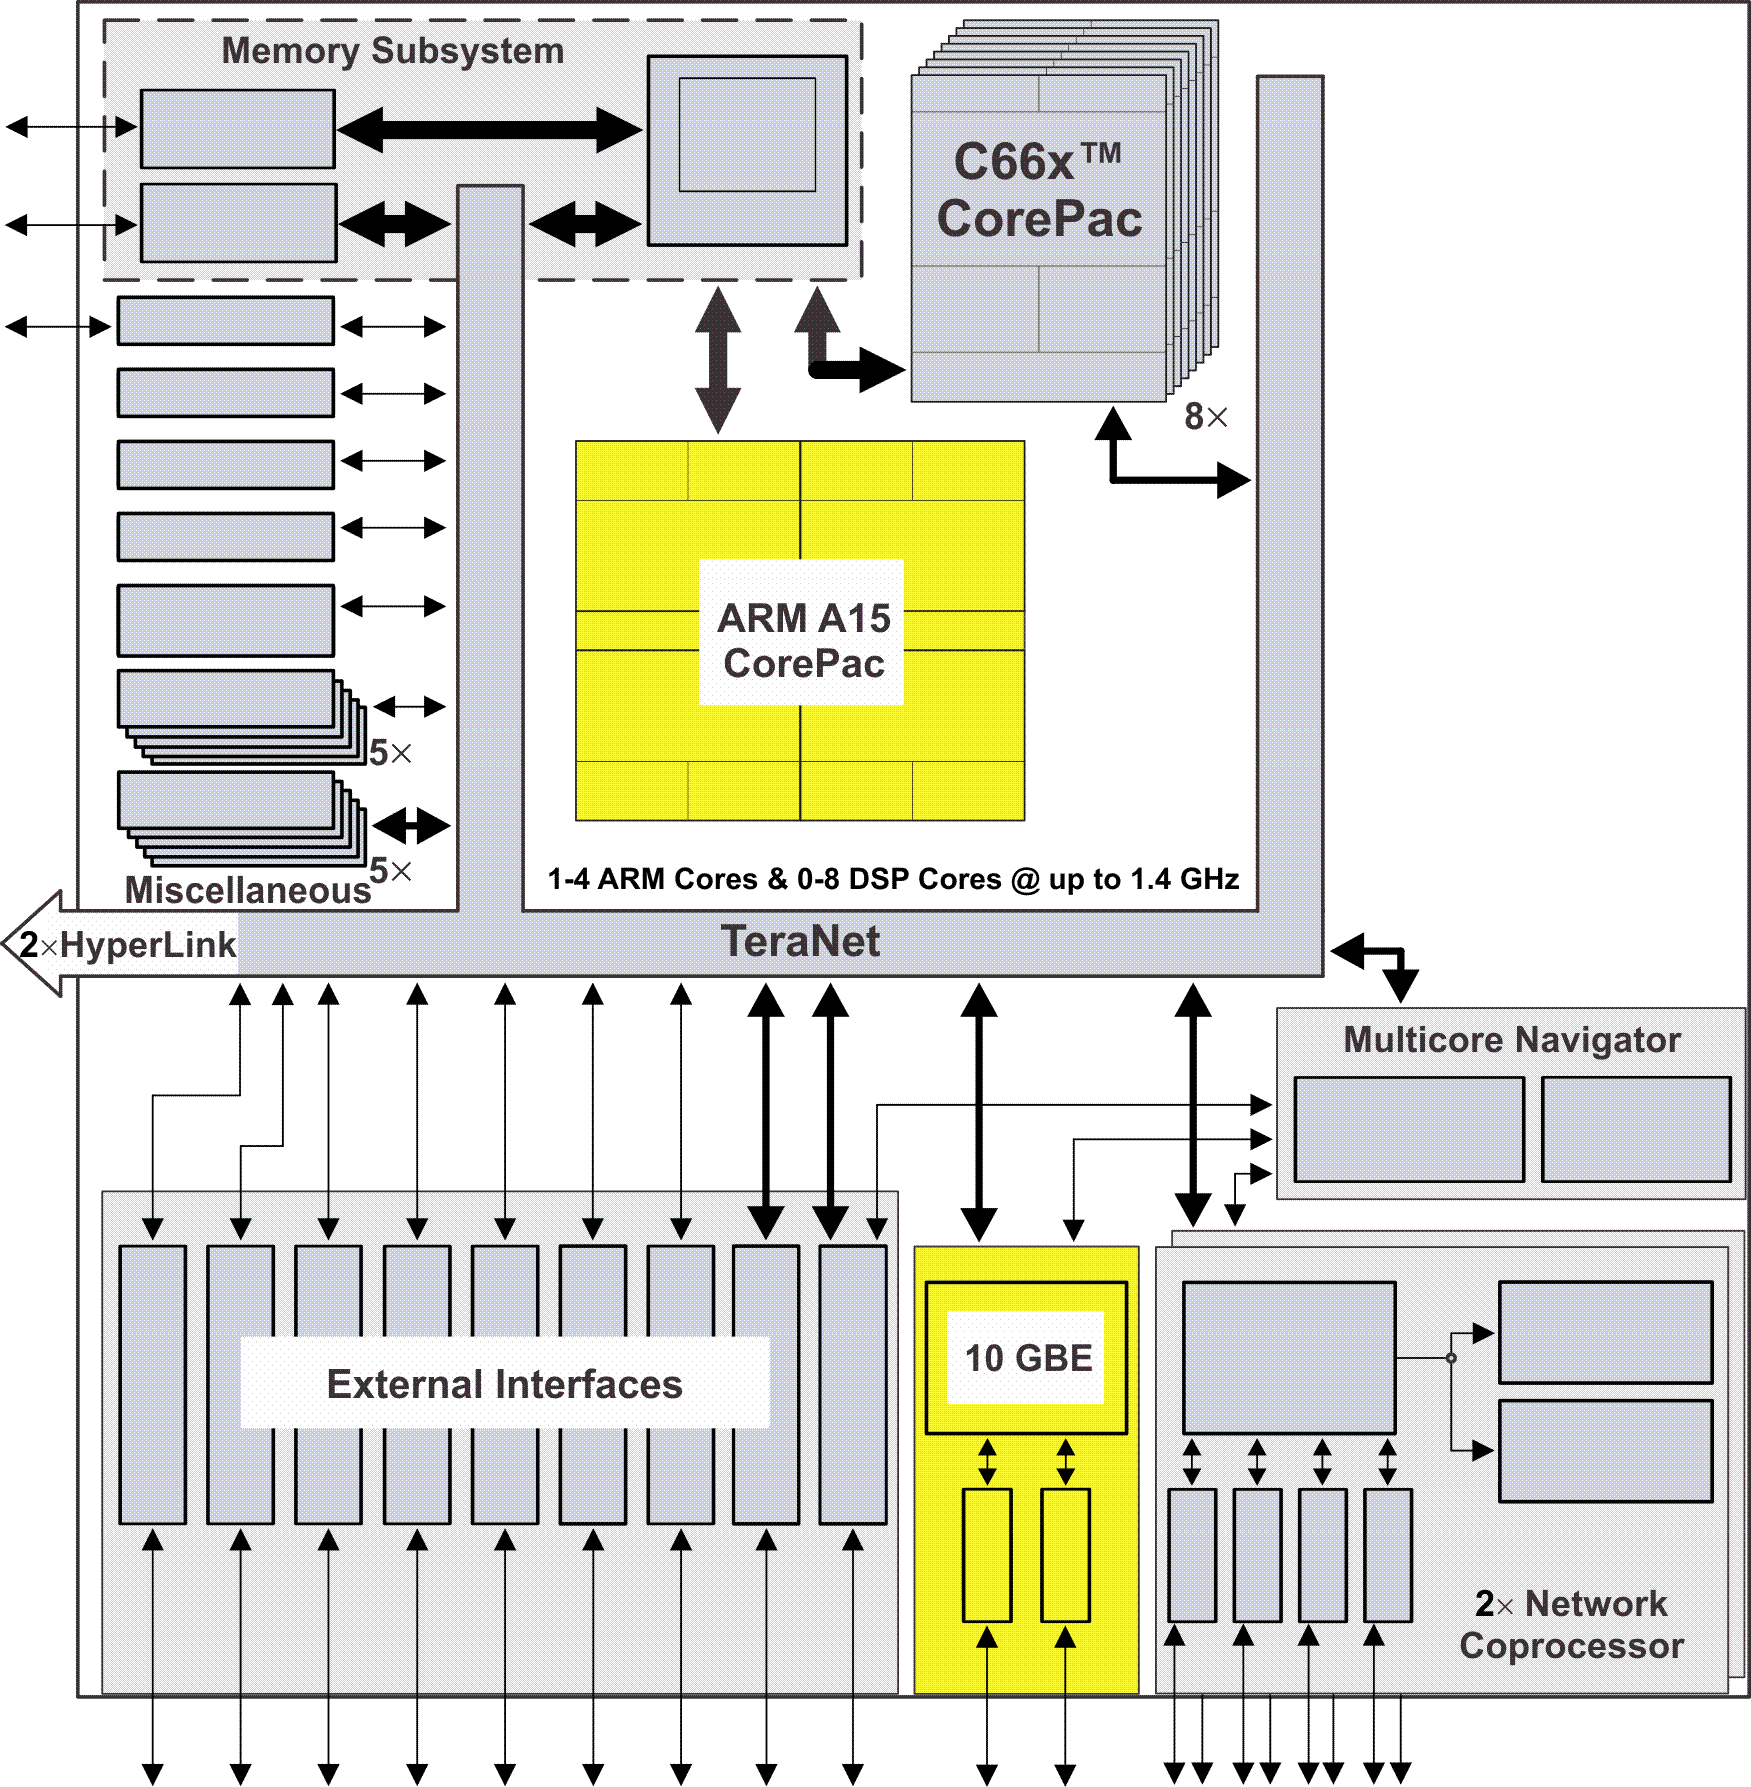 Memory Subsystem
C66x™
CorePac
8×
ARM A15
CorePac
5×
5×
Miscellaneous
1-4 ARM Cores & 0-8 DSP Cores @ up to 1.4 GHz
2×HyperLink
TeraNet
Multicore Navigator
External Interfaces
10 GBE
2× Network
Coprocessor